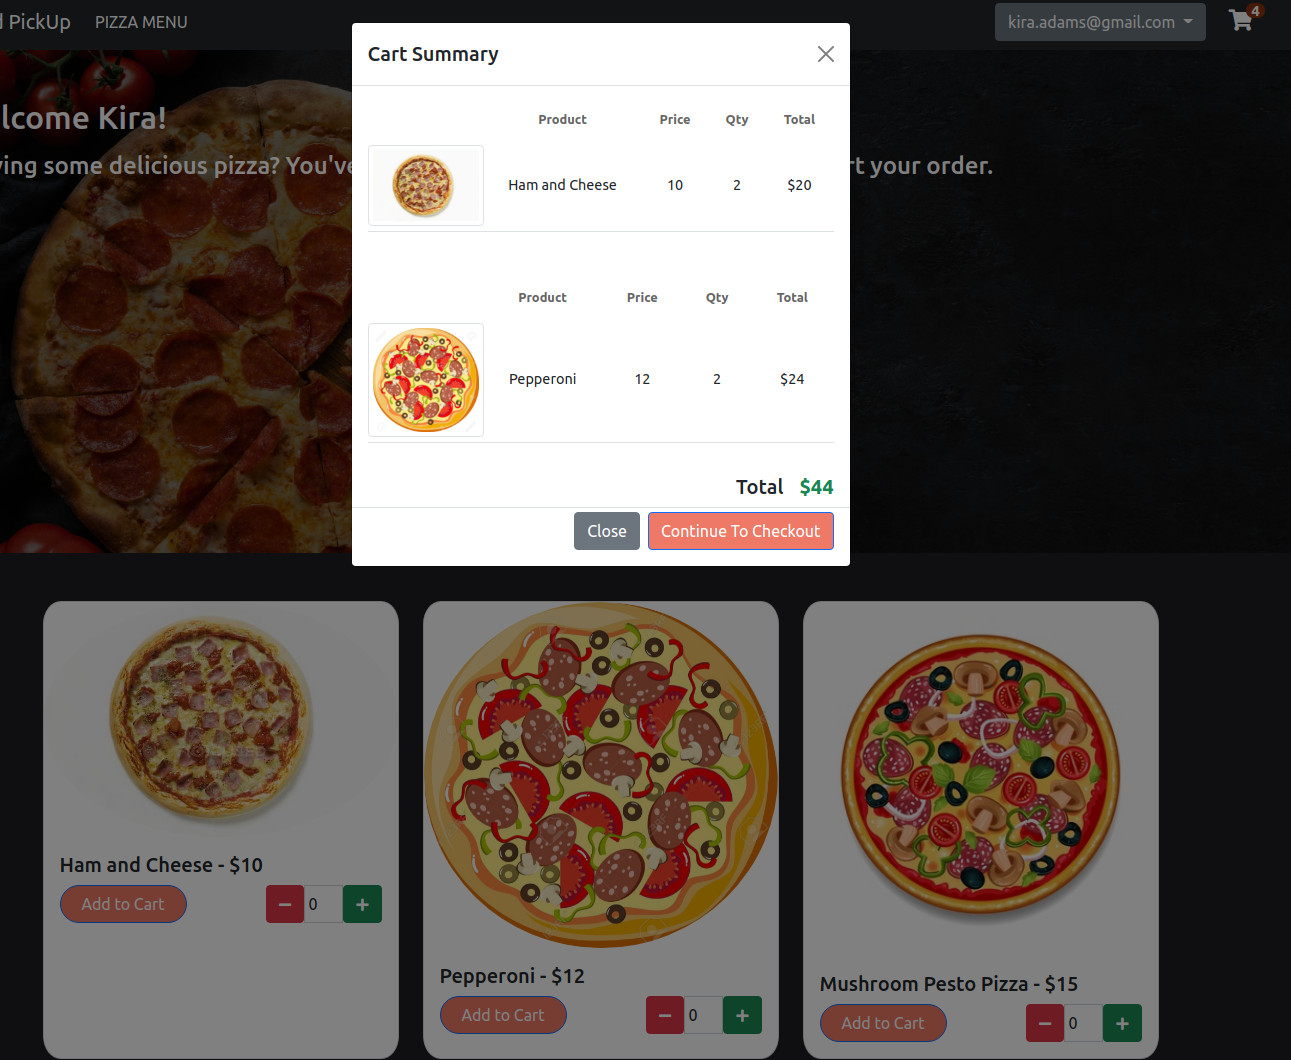 PickUp PIZZA MENU kira.adams@gmail.com 4
lcome Kira!
ving some delicious pizza? You've
t your order.
Cart Summary
Product Price Qty Total
Ham and Cheese 10 2 $20
Product Price Qty Total
Pepperoni 12 2 $24
Total $44
Close Continue To Checkout
Ham and Cheese - $10
Add to Cart − 0 +
Pepperoni - $12
Add to Cart − 0 +
Mushroom Pesto Pizza - $15
Add to Cart − 0 +